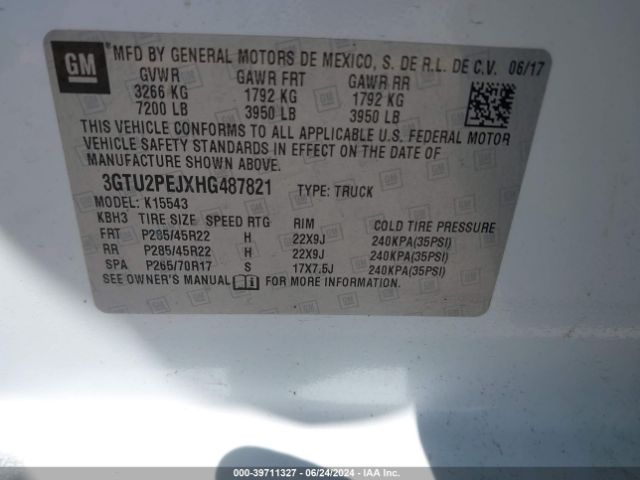 GM
MFD BY GENERAL MOTORS DE MEXICO, S. DE R.L. DE C.V. 06/17
GVWR GAWR FRT GAWR RR
3266 KG 1792 KG 1792 KG
7200 LB 3950 LB 3950 LB
THIS VEHICLE CONFORMS TO ALL APPLICABLE U.S. FEDERAL MOTOR
VEHICLE SAFETY STANDARDS IN EFFECT ON THE DATE OF
MANUFACTURE SHOWN ABOVE.
3GTU2PEJXHG487821 TYPE: TRUCK
MODEL: K15543
KBH3 TIRE SIZE SPEED RTG RIM COLD TIRE PRESSURE
FRT P285/45R22 H 22X9J 240KPA(35PSI)
RR P285/45R22 H 22X9J 240KPA(35PSI)
SPA P265/70R17 S 17X7.5J 240KPA(35PSI)
SEE OWNER'S MANUAL FOR MORE INFORMATION.
000-39711327 | 06/24/2024 - IAAI.COM